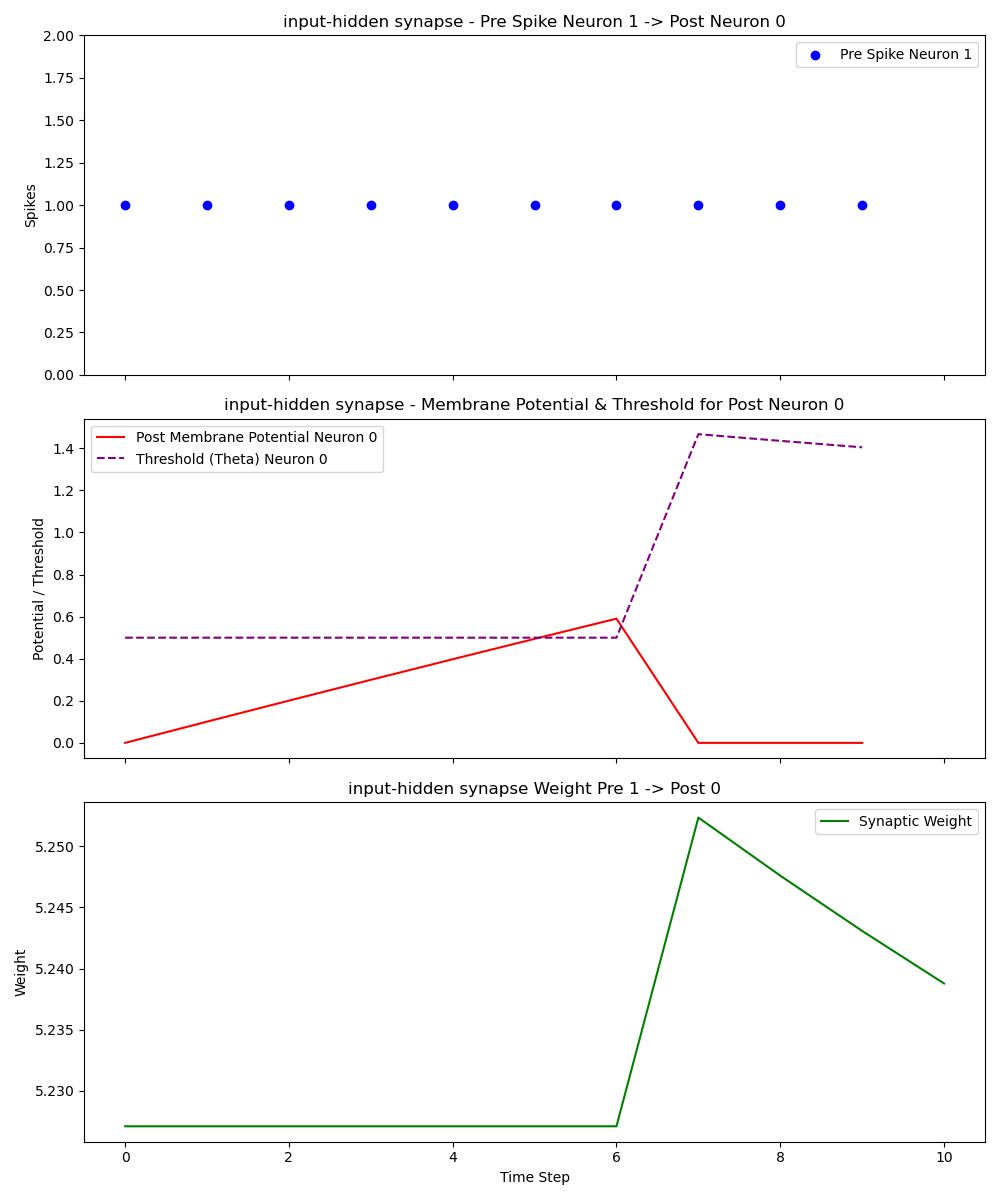 input-hidden synapse - Pre Spike Neuron 1 -> Post Neuron 0
2.00
1.75
1.50
1.25
1.00
0.75
0.50
0.25
0.00
Spikes
Pre Spike Neuron 1
input-hidden synapse - Membrane Potential & Threshold for Post Neuron 0
Post Membrane Potential Neuron 0
Threshold (Theta) Neuron 0
1.4
1.2
1.0
0.8
0.6
0.4
0.2
0.0
Potential / Threshold
input-hidden synapse Weight Pre 1 -> Post 0
Synaptic Weight
5.250
5.245
5.240
5.235
5.230
Weight
0 2 4 6 8 10
Time Step